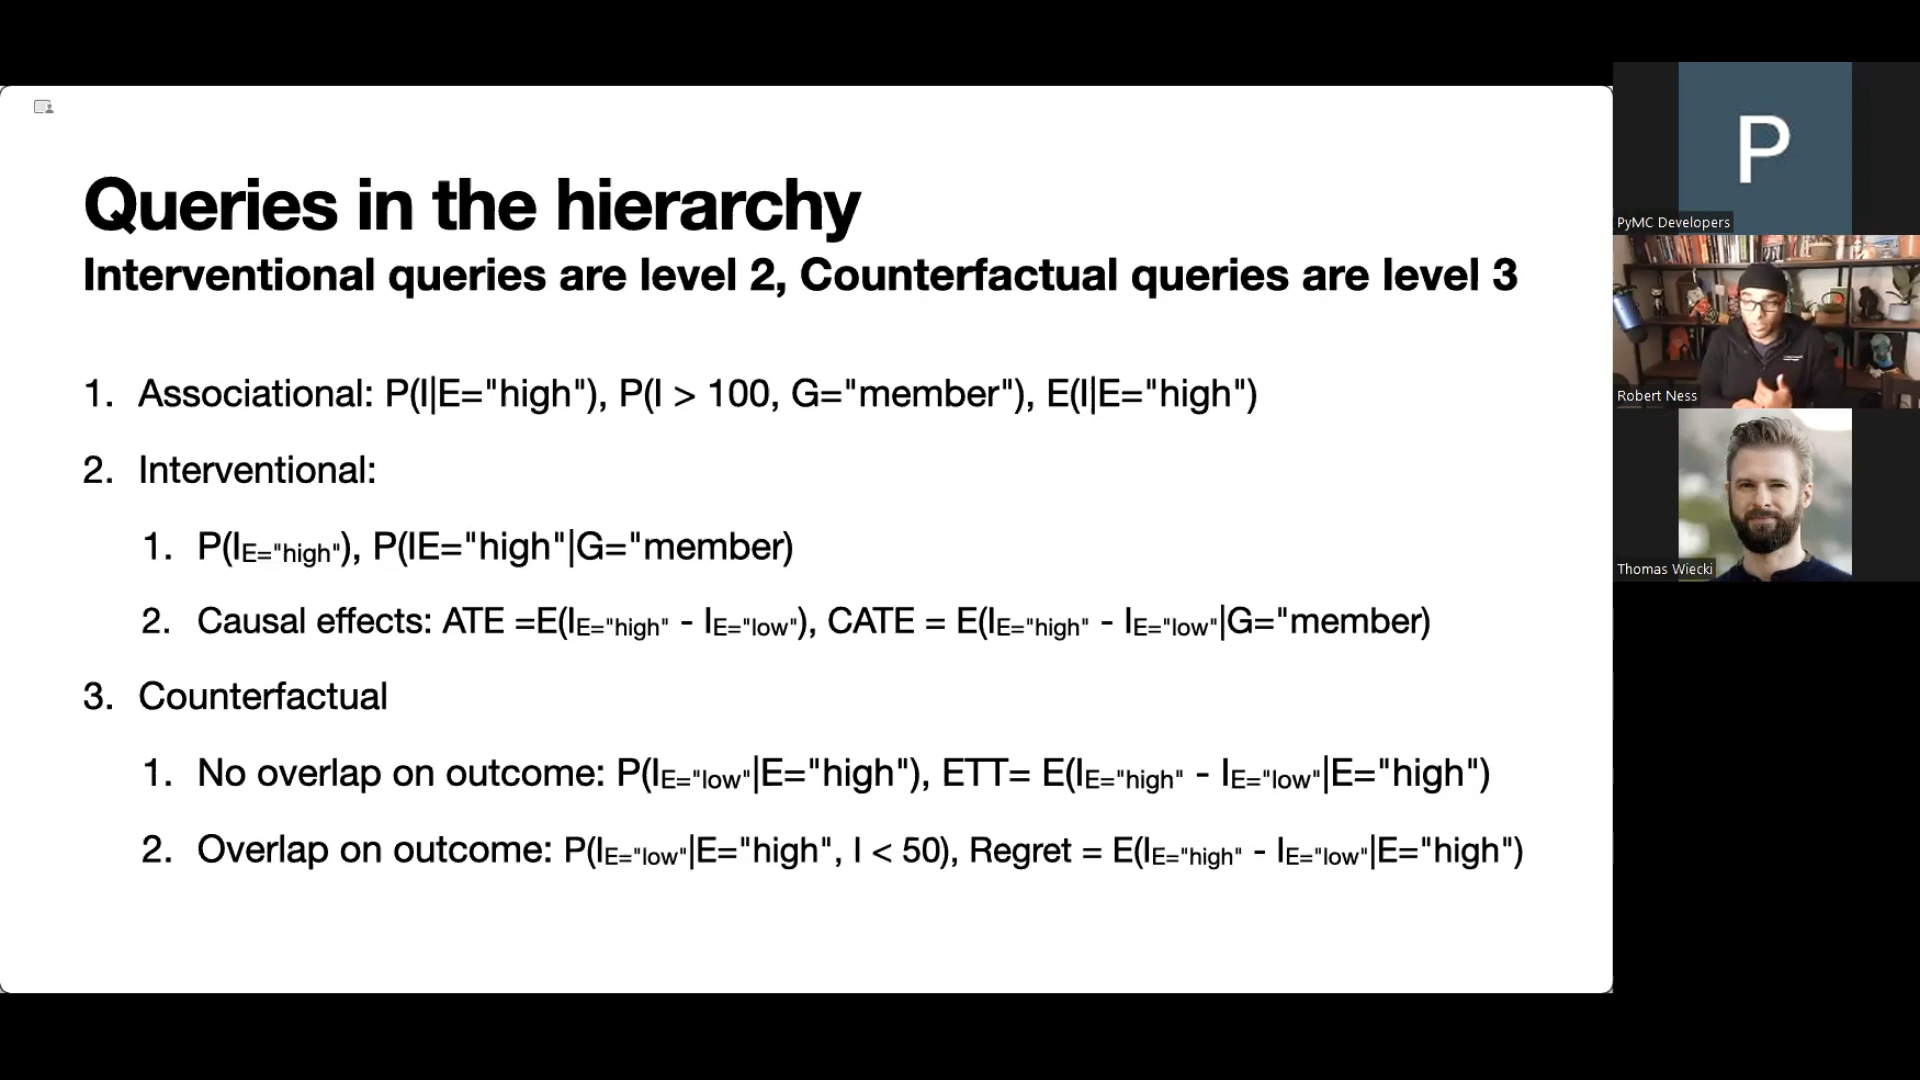 Queries in the hierarchy
Interventional queries are level 2, Counterfactual queries are level 3
1. Associational: P(I|E="high"), P(I > 100, G="member"), E(I|E="high")
2. Interventional:
1. P(IE="high"), P(IE="high"|G="member)
2. Causal effects: ATE =E(IE="high" - IE="low"), CATE = E(IE="high" - IE="low"|G="member)
3. Counterfactual
1. No overlap on outcome: P(IE="low"|E="high"), ETT= E(IE="high" - IE="low"|E="high")
2. Overlap on outcome: P(IE="low"|E="high", I < 50), Regret = E(IE="high" - IE="low"|E="high")
P
PyMC Developers
Robert Ness
Thomas Wiecki